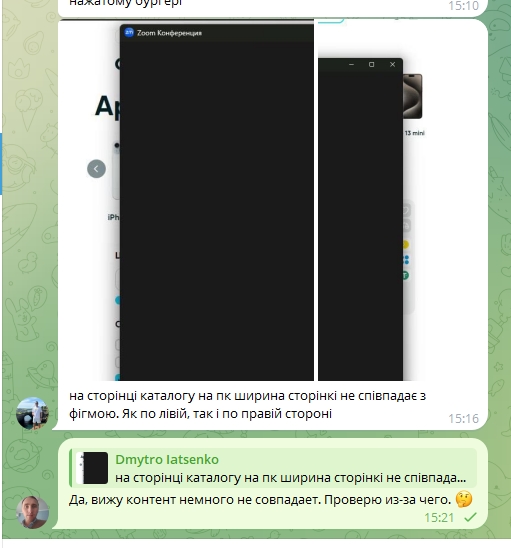 нажатому бургері
15:10
Zoom Конференция
Ар
13 mini
iPh
на сторінці каталогу на пк ширина сторінкі не співпадає з
фігмою. Як по лівій, так і по правій стороні
15:16
Dmytro Iatsenko
на сторінці каталогу на пк ширина сторінкі не співпада...
Да, вижу контент немного не совпадает. Проверю из-за чего. 🤔
15:21